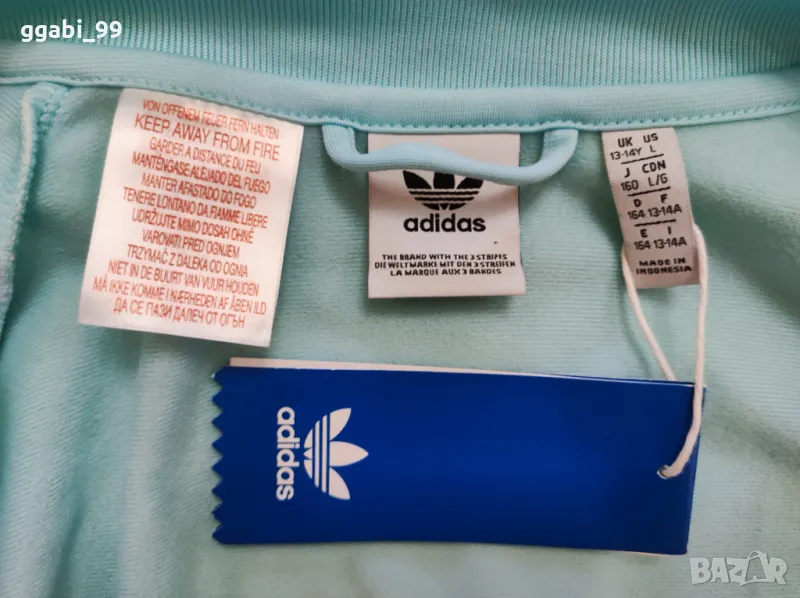 ggabi_99
VON OFFENEM FEUER FERN HALTEN
KEEP AWAY FROM FIRE
GARDER A DISTANCE DU FEU
MANTÉNGASE ALEJADO DEL FUEGO
MANTER AFASTADO DO FOGO
TENERE LONTANO DA FIAMME LIBERE
UDRŽUJTE MIMO DOSAH OHNĚ
VAROVATI PRED OGNJEM
TRZYMAĆ Z DALEKA OD OGNIA
NIET IN DE BUURT VAN VUUR HOUDEN
MÅ IKKE KOMME I NÆRHEDEN AF ÅBEN ILD
ДА СЕ ПАЗИ ДАЛЕЧ ОТ ОГЪН
adidas
THE BRAND WITH THE 3 STRIPES
DIE WELTMARKE MIT DEN 3 STREIFEN
LA MARQUE AUX 3 BANDES
UK US
13-14Y L
J CDN
160 L/G
D F
164 13-14A
E I
164 13-14A
MADE IN
INDONESIA
adidas
BAZAR